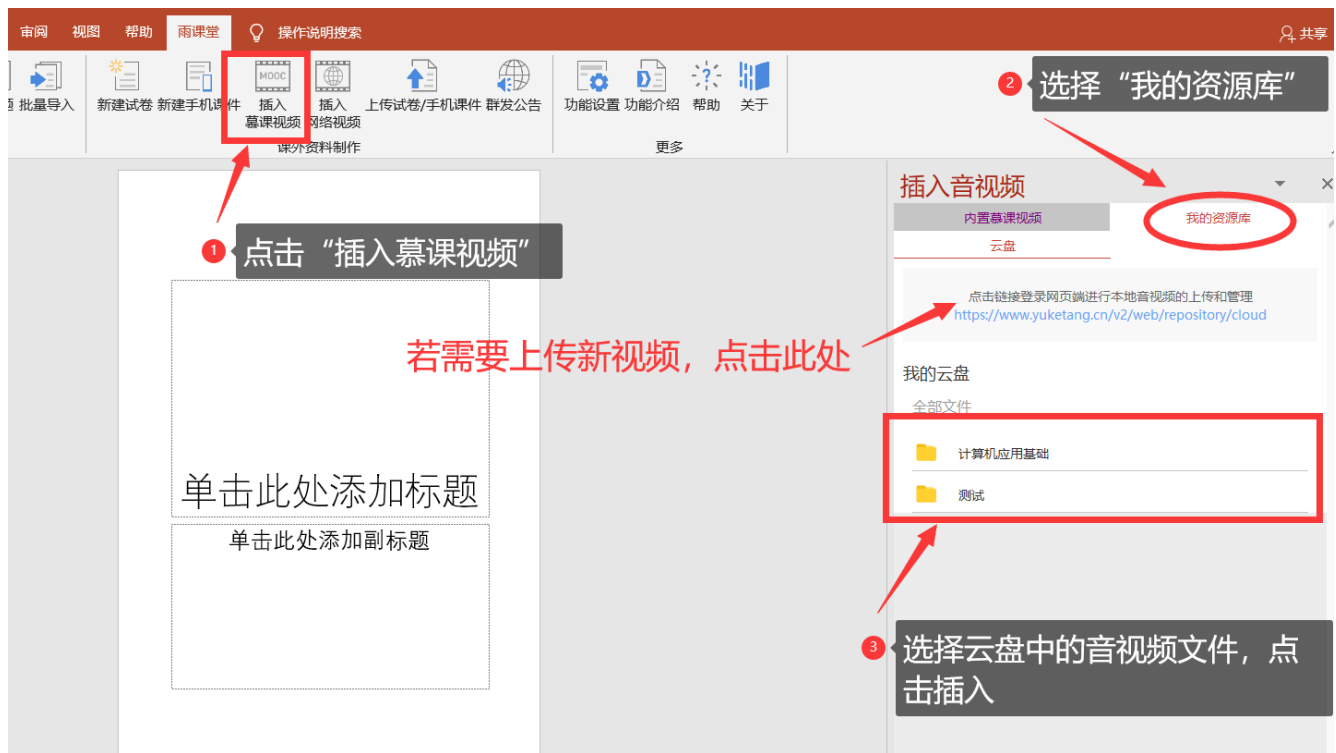 审阅 视图 帮助 雨课堂 操作说明搜索 共享
批量导入 新建试卷 新建手机课件 插入 慕课视频 插入 网络视频 上传试卷/手机课件 群发公告 功能设置 功能介绍 帮助 关于
MOOC
课外资料制作 更多
2 选择“我的资源库”
1 点击“插入慕课视频”
插入音视频
内置慕课视频 我的资源库
云盘
点击链接登录网页端进行本地音视频的上传和管理
https://www.yuketang.cn/v2/web/repository/cloud
若需要上传新视频，点击此处
我的云盘
全部文件
计算机应用基础
测试
单击此处添加标题
单击此处添加副标题
3 选择云盘中的音视频文件，点
击插入